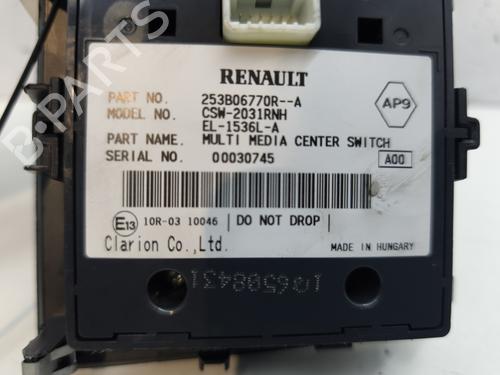 RENAULT
PART NO. 253B06770R--A
MODEL NO. CSW-2031RNH
EL-1536L-A
AP9
PART NAME. MULTI MEDIA CENTER SWITCH
SERIAL NO. 00030745 A00
E13 10R-03 10046 DO NOT DROP
Clarion Co.,Ltd. MADE IN HUNGARY
B-PARTS